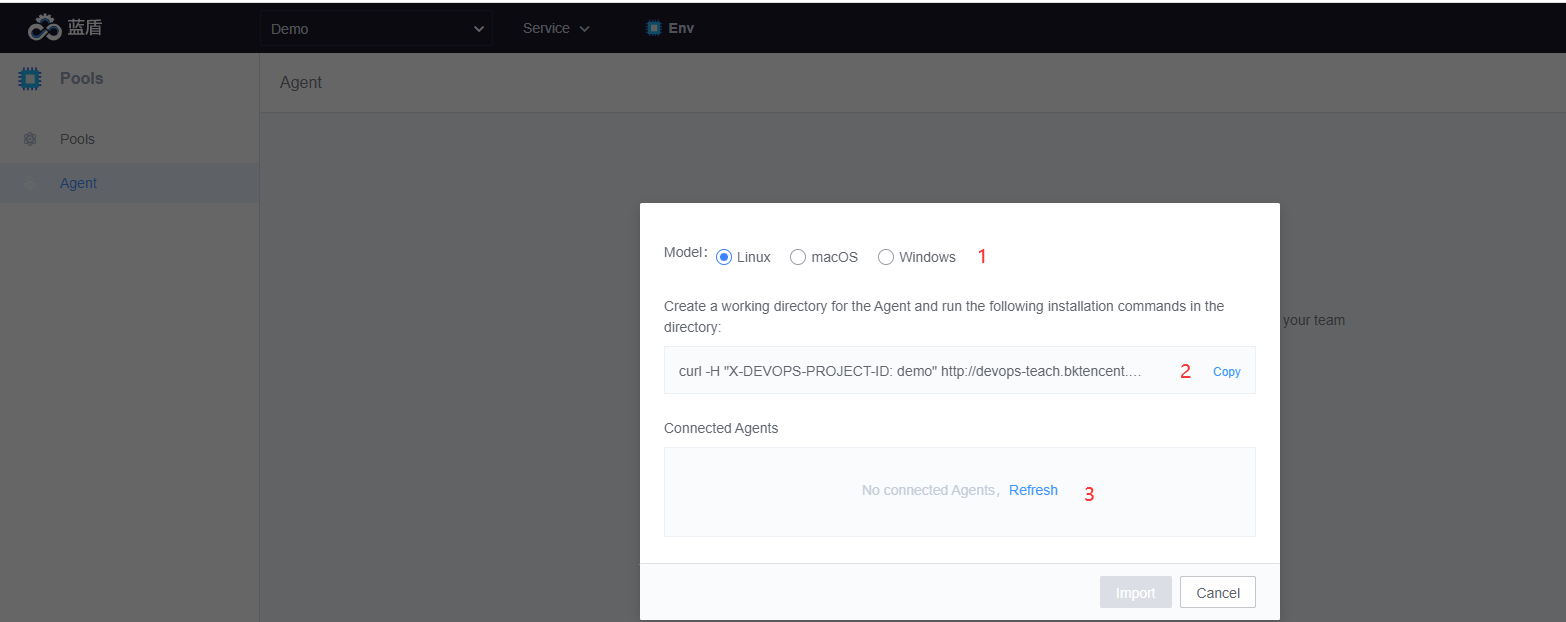 蓝盾 Demo Service Env
Pools
Agent
Pools
Agent
Model： Linux macOS Windows 1
Create a working directory for the Agent and run the following installation commands in the
directory:
your team
curl -H "X-DEVOPS-PROJECT-ID: demo" http://devops-teach.bktencent.... 2 Copy
Connected Agents
No connected Agents， Refresh 3
Import Cancel